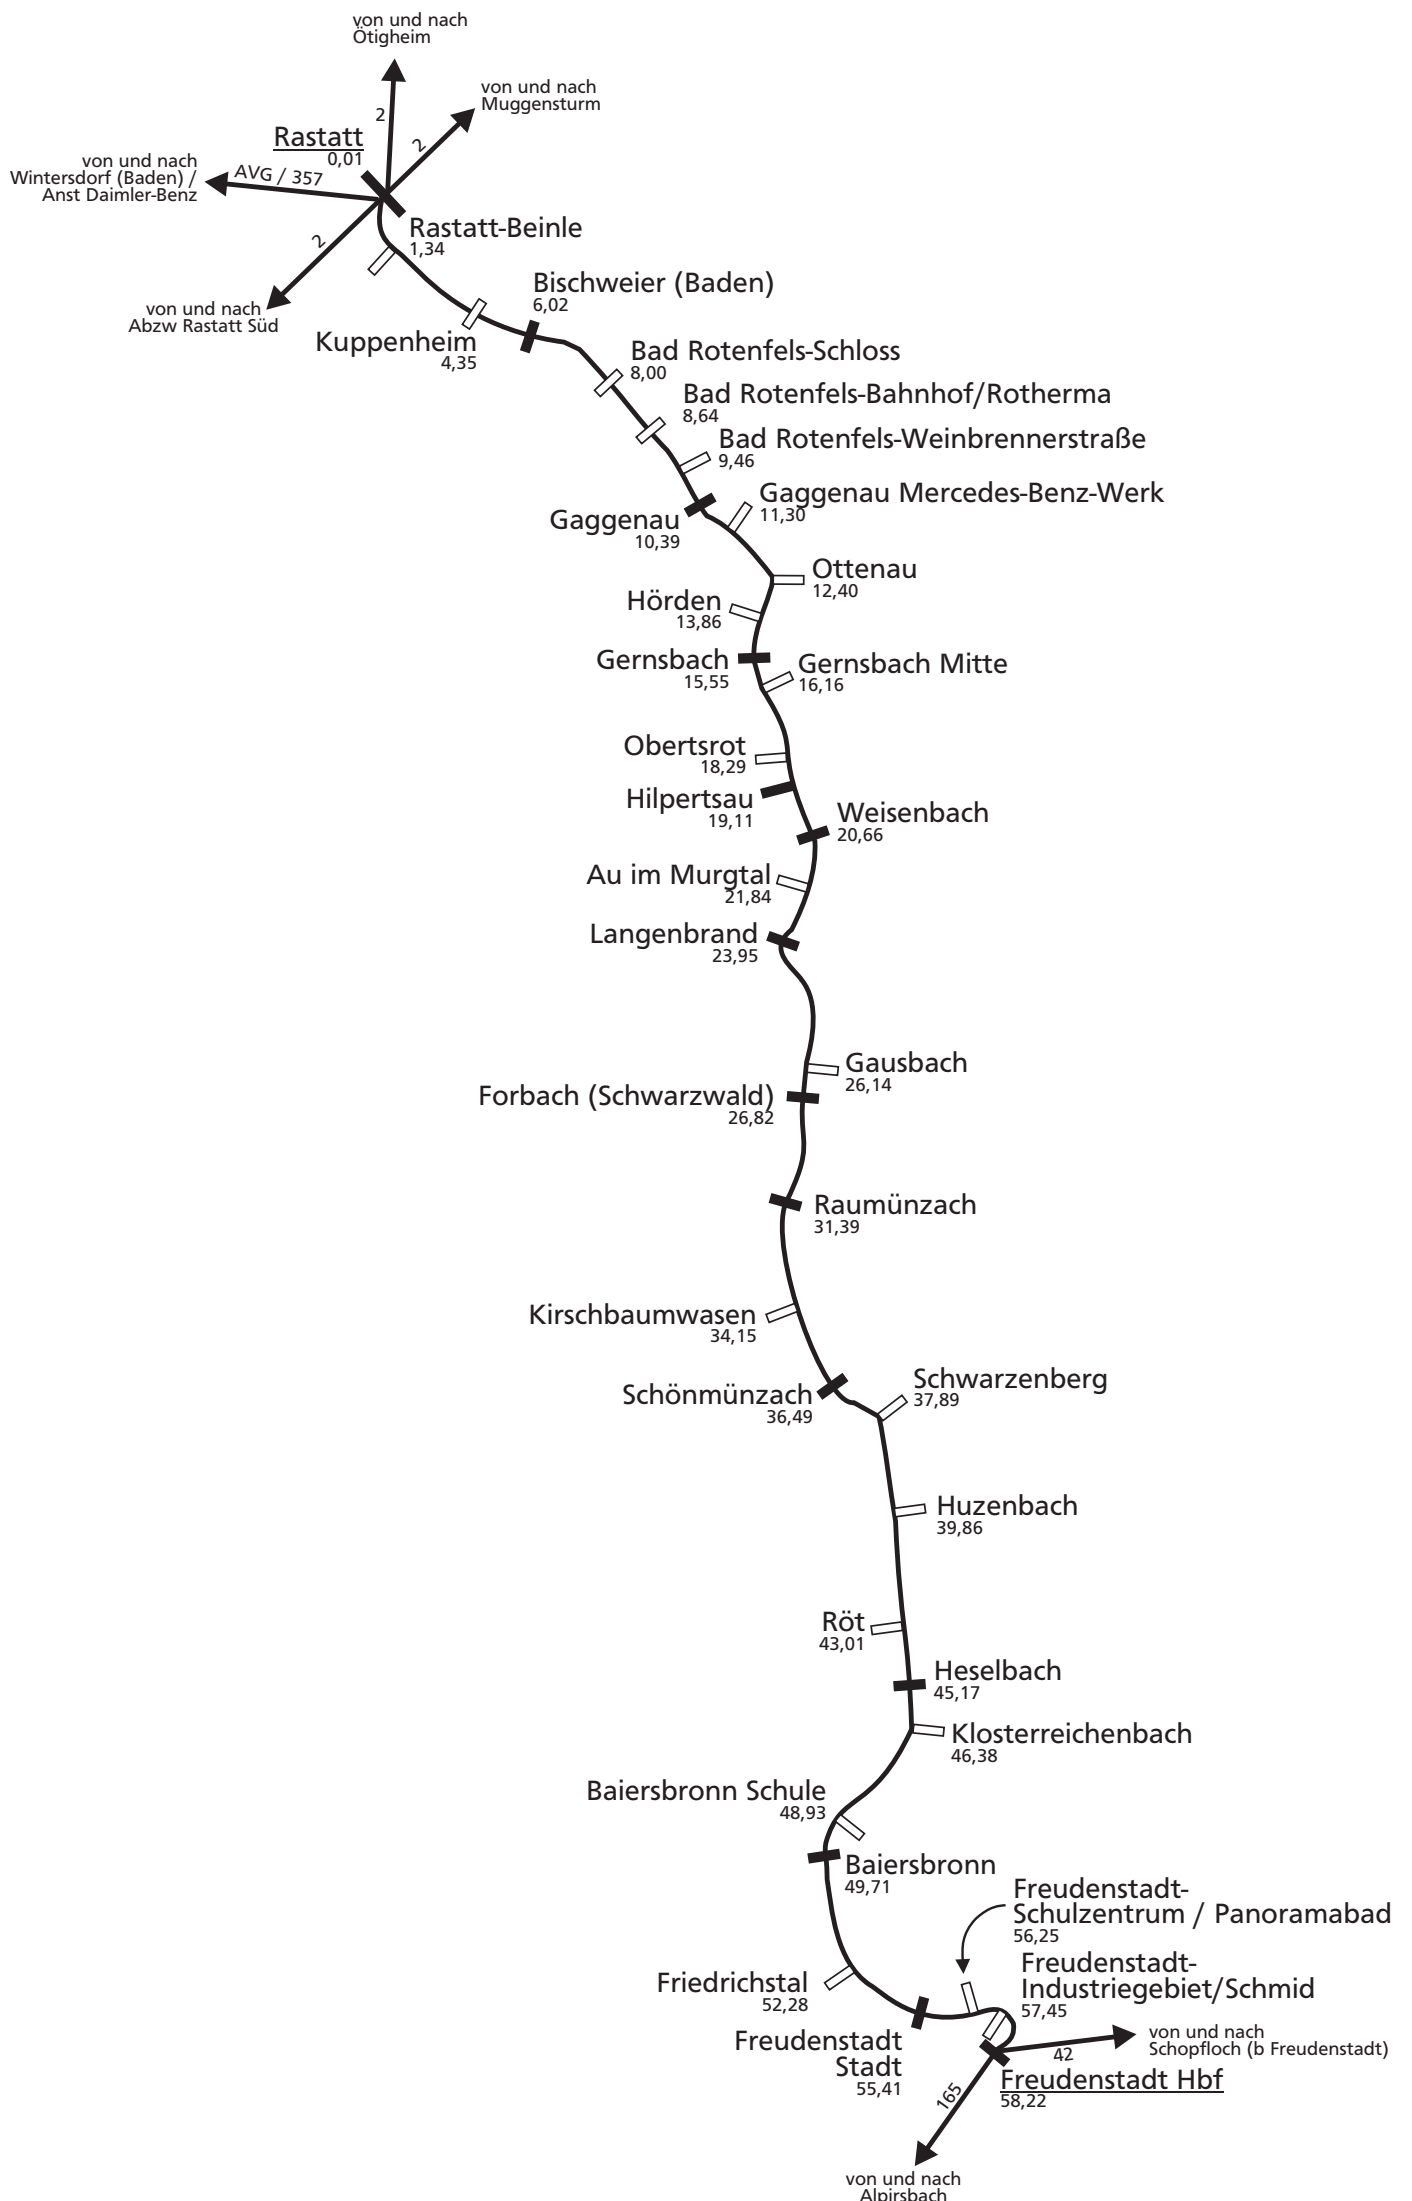 von und nach
Ötigheim
von und nach
Muggensturm
2
2
Rastatt
0,01
von und nach
Wintersdorf (Baden) /
Anst Daimler-Benz
AVG / 357
Rastatt-Beinle
1,34
2
von und nach
Abzw Rastatt Süd
Bischweier (Baden)
6,02
Kuppenheim
4,35
Bad Rotenfels-Schloss
8,00
Bad Rotenfels-Bahnhof/Rotherma
8,64
Bad Rotenfels-Weinbrennerstraße
9,46
Gaggenau Mercedes-Benz-Werk
11,30
Gaggenau
10,39
Ottenau
12,40
Hörden
13,86
Gernsbach
15,55
Gernsbach Mitte
16,16
Obertsrot
18,29
Hilpertsau
19,11
Weisenbach
20,66
Au im Murgtal
21,84
Langenbrand
23,95
Gausbach
26,14
Forbach (Schwarzwald)
26,82
Raumünzach
31,39
Kirschbaumwasen
34,15
Schwarzenberg
37,89
Schönmünzach
36,49
Huzenbach
39,86
Röt
43,01
Heselbach
45,17
Klosterreichenbach
46,38
Baiersbronn Schule
48,93
Baiersbronn
49,71
Freudenstadt-
Schulzentrum / Panoramabad
56,25
Freudenstadt-
Industriegebiet/Schmid
57,45
Friedrichstal
52,28
Freudenstadt
Stadt
55,41
von und nach
Schopfloch (b Freudenstadt)
42
Freudenstadt Hbf
58,22
165
von und nach
Alpirsbach